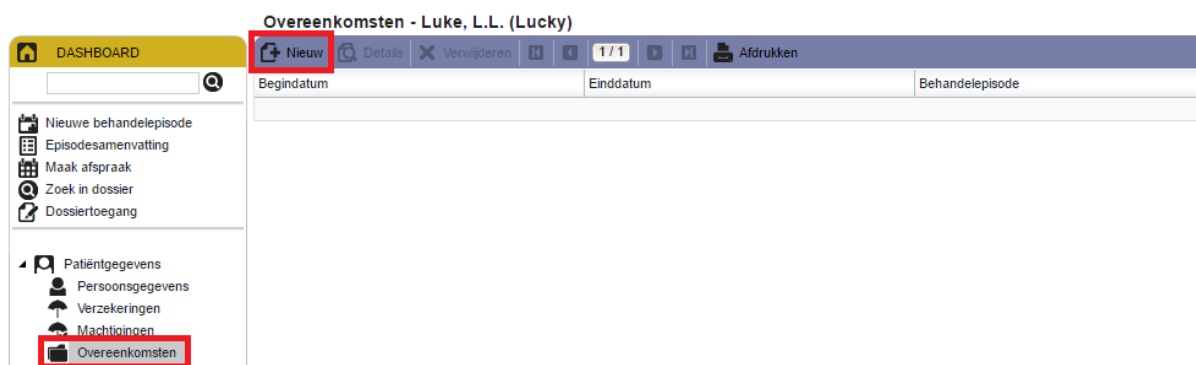 Overeenkomsten - Luke, L.L. (Lucky)
DASHBOARD
Nieuw Details Verwijderen 1 / 1 Afdrukken
Begindatum Einddatum Behandelepisode
Nieuwe behandelepisode
Episodesamenvatting
Maak afspraak
Zoek in dossier
Dossiertoegang
Patiëntgegevens
Persoonsgegevens
Verzekeringen
Machtigingen
Overeenkomsten